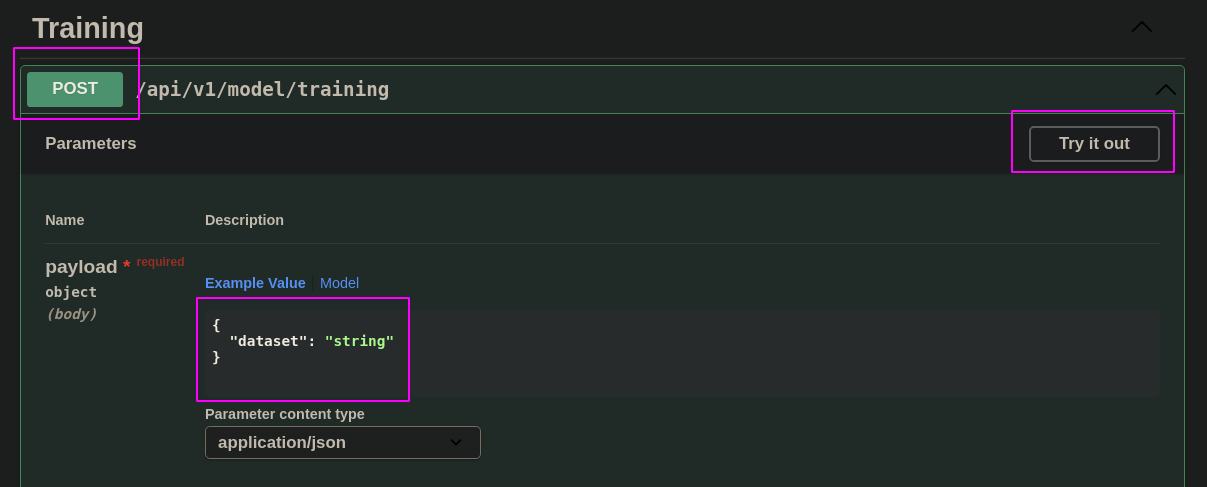 Training
POST /api/v1/model/training
Parameters
Try it out
Name Description
payload * required
object
(body)
Example Value | Model
{
  "dataset": "string"
}
Parameter content type
application/json